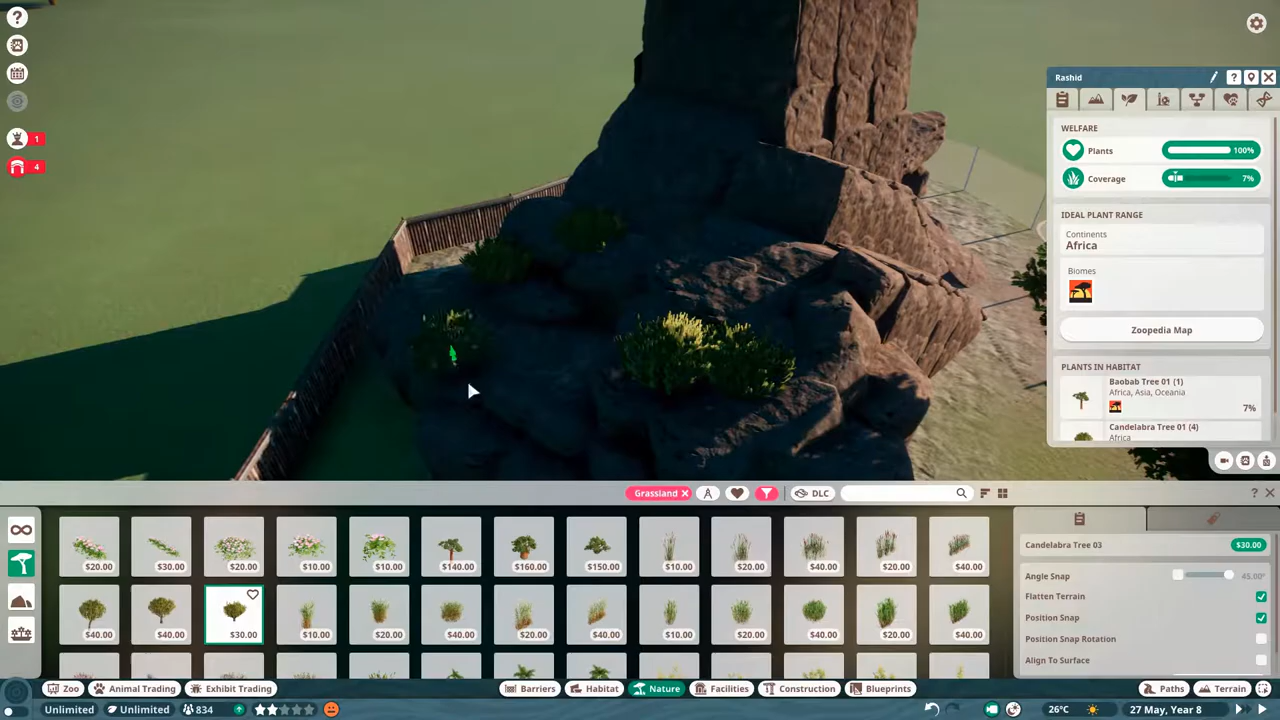 ?
1
4
Rashid
?
WELFARE
Plants 100%
Coverage 7%
IDEAL PLANT RANGE
Continents
Africa
Biomes
Zoopedia Map
PLANTS IN HABITAT
Baobab Tree 01 (1)
Africa, Asia, Oceania
7%
Candelabra Tree 01 (4)
Africa
Grassland
DLC
?
$20.00 $30.00 $20.00 $10.00 $10.00 $140.00 $160.00 $150.00 $10.00 $20.00 $40.00 $20.00 $40.00
$40.00 $40.00 $30.00 $10.00 $20.00 $40.00 $20.00 $40.00 $10.00 $20.00 $40.00 $20.00 $40.00
Candelabra Tree 03 $30.00
Angle Snap 45.00°
Flatten Terrain
Position Snap
Position Snap Rotation
Align To Surface
Zoo Animal Trading Exhibit Trading Barriers Habitat Nature Facilities Construction Blueprints Paths Terrain
Unlimited Unlimited 834 26°C 27 May, Year 8